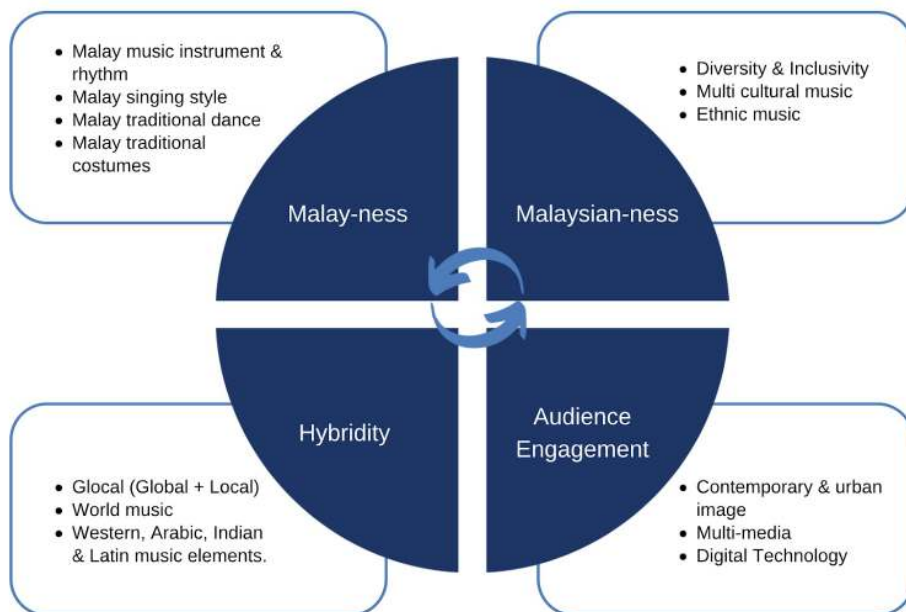 • Malay music instrument &
rhythm
• Malay singing style
• Malay traditional dance
• Malay traditional
costumes
Malay-ness
• Diversity & Inclusivity
• Multi cultural music
• Ethnic music
Malaysian-ness
Hybridity
• Glocal (Global + Local)
• World music
• Western, Arabic, Indian
& Latin music elements.
Audience
Engagement
• Contemporary & urban
image
• Multi-media
• Digital Technology